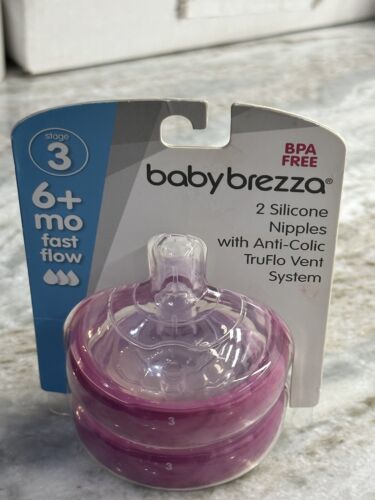 stage
3
6+
mo
fast
flow
BPA
FREE
babybrezza®
2 Silicone
Nipples
with Anti-Colic
TruFlo Vent
System
3
3